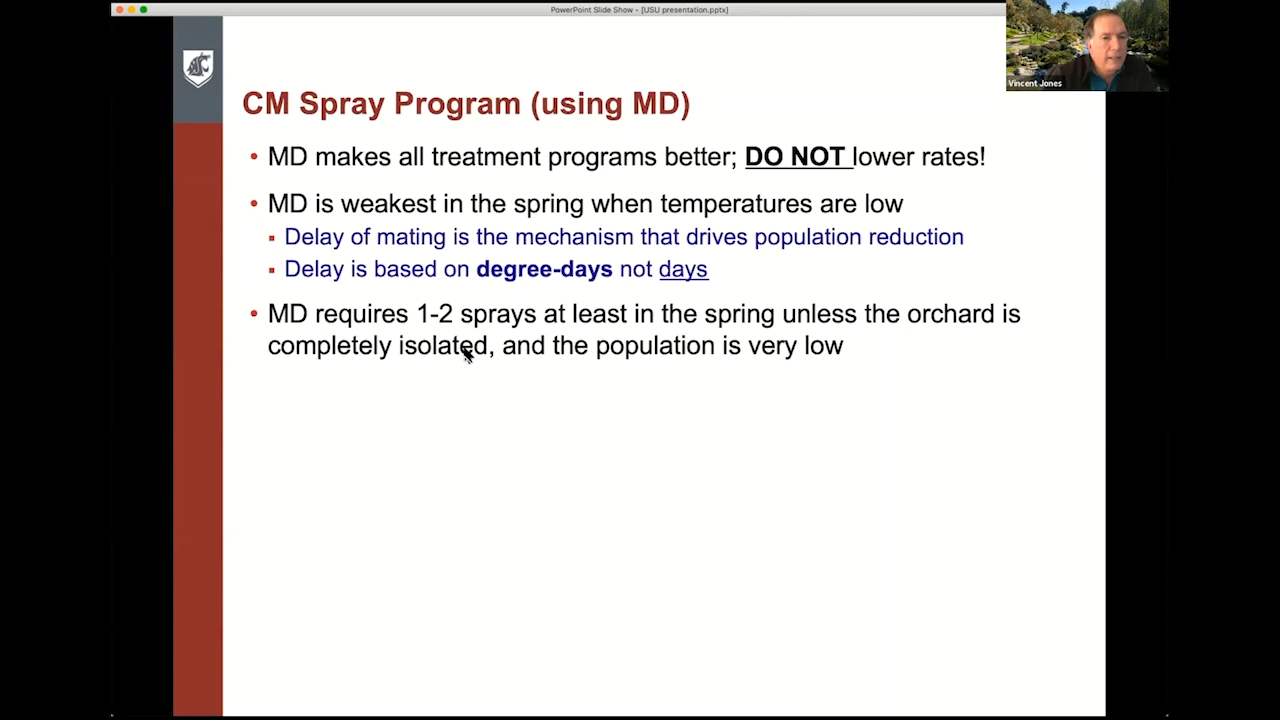 PowerPoint Slide Show - [USU presentation.pptx]
Vincent Jones
CM Spray Program (using MD)
• MD makes all treatment programs better; DO NOT lower rates!
• MD is weakest in the spring when temperatures are low
▪ Delay of mating is the mechanism that drives population reduction
▪ Delay is based on degree-days not days
• MD requires 1-2 sprays at least in the spring unless the orchard is
completely isolated, and the population is very low